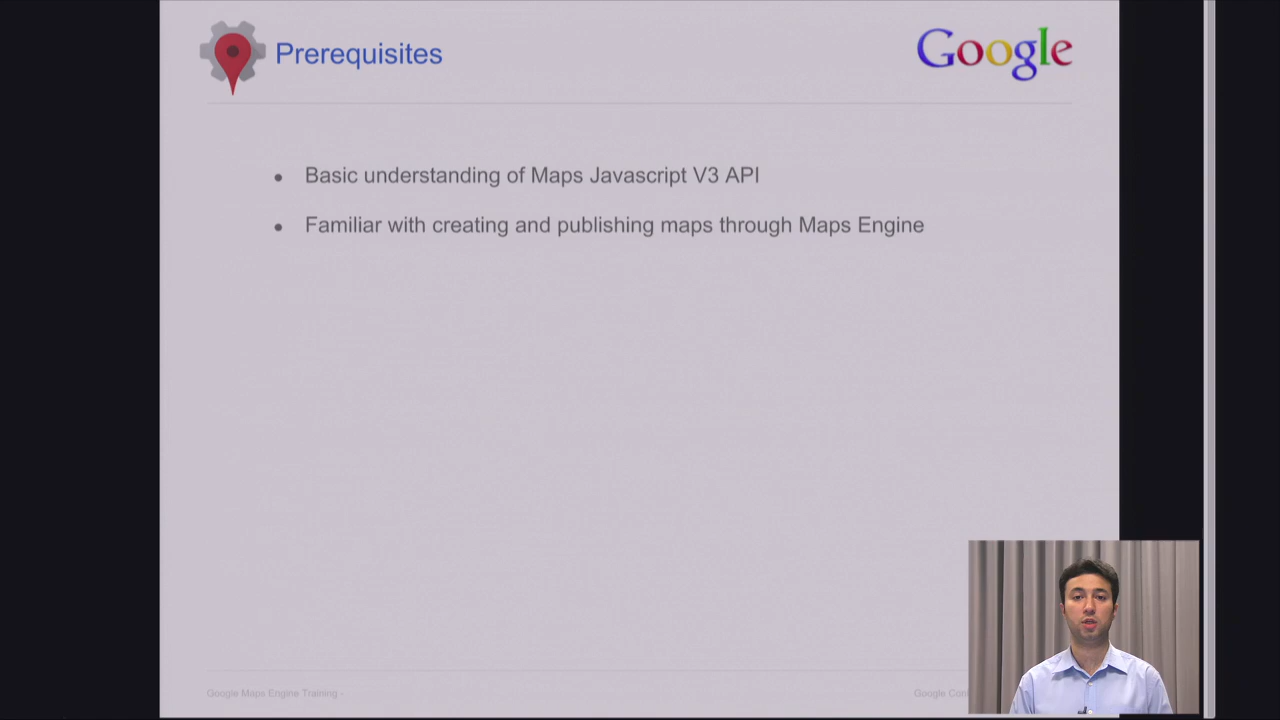 Prerequisites
Google
• Basic understanding of Maps Javascript V3 API
• Familiar with creating and publishing maps through Maps Engine
Google Maps Engine Training -
Google